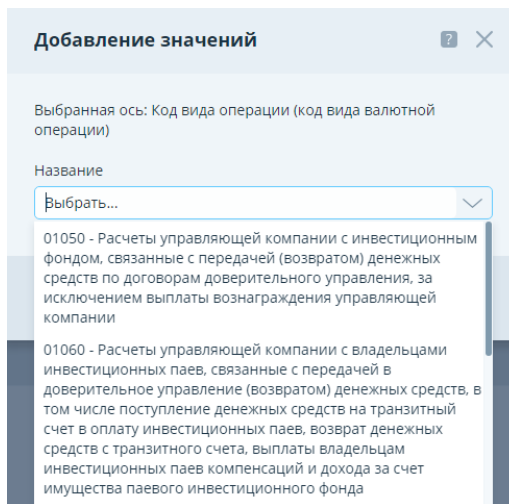 Добавление значений ?
Выбранная ось: Код вида операции (код вида валютной
операции)
Название
Выбрать...
01050 - Расчеты управляющей компании с инвестиционным
фондом, связанные с передачей (возвратом) денежных
средств по договорам доверительного управления, за
исключением выплаты вознаграждения управляющей
компании
01060 - Расчеты управляющей компании с владельцами
инвестиционных паев, связанные с передачей в
доверительное управление (возвратом) денежных средств, в
том числе поступление денежных средств на транзитный
счет в оплату инвестиционных паев, возврат денежных
средств с транзитного счета, выплаты владельцам
инвестиционных паев компенсаций и дохода за счет
имущества паевого инвестиционного фонда